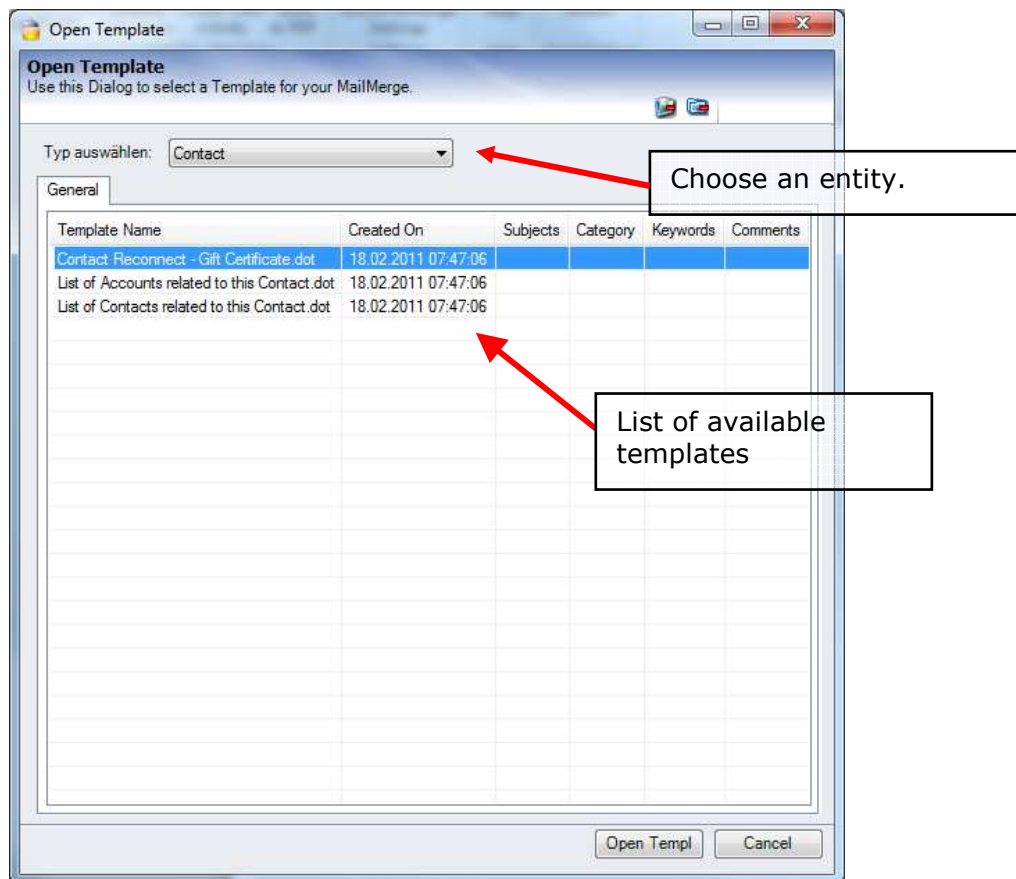 Open Template
Open Template
Use this Dialog to select a Template for your MailMerge.
Typ auswählen: Contact
Choose an entity.
General
Template Name Created On Subjects Category Keywords Comments
Contact Reconnect - Gift Certificate.dot 18.02.2011 07:47:06
List of Accounts related to this Contact.dot 18.02.2011 07:47:06
List of Contacts related to this Contact.dot 18.02.2011 07:47:06
List of available
templates
Open Templ Cancel